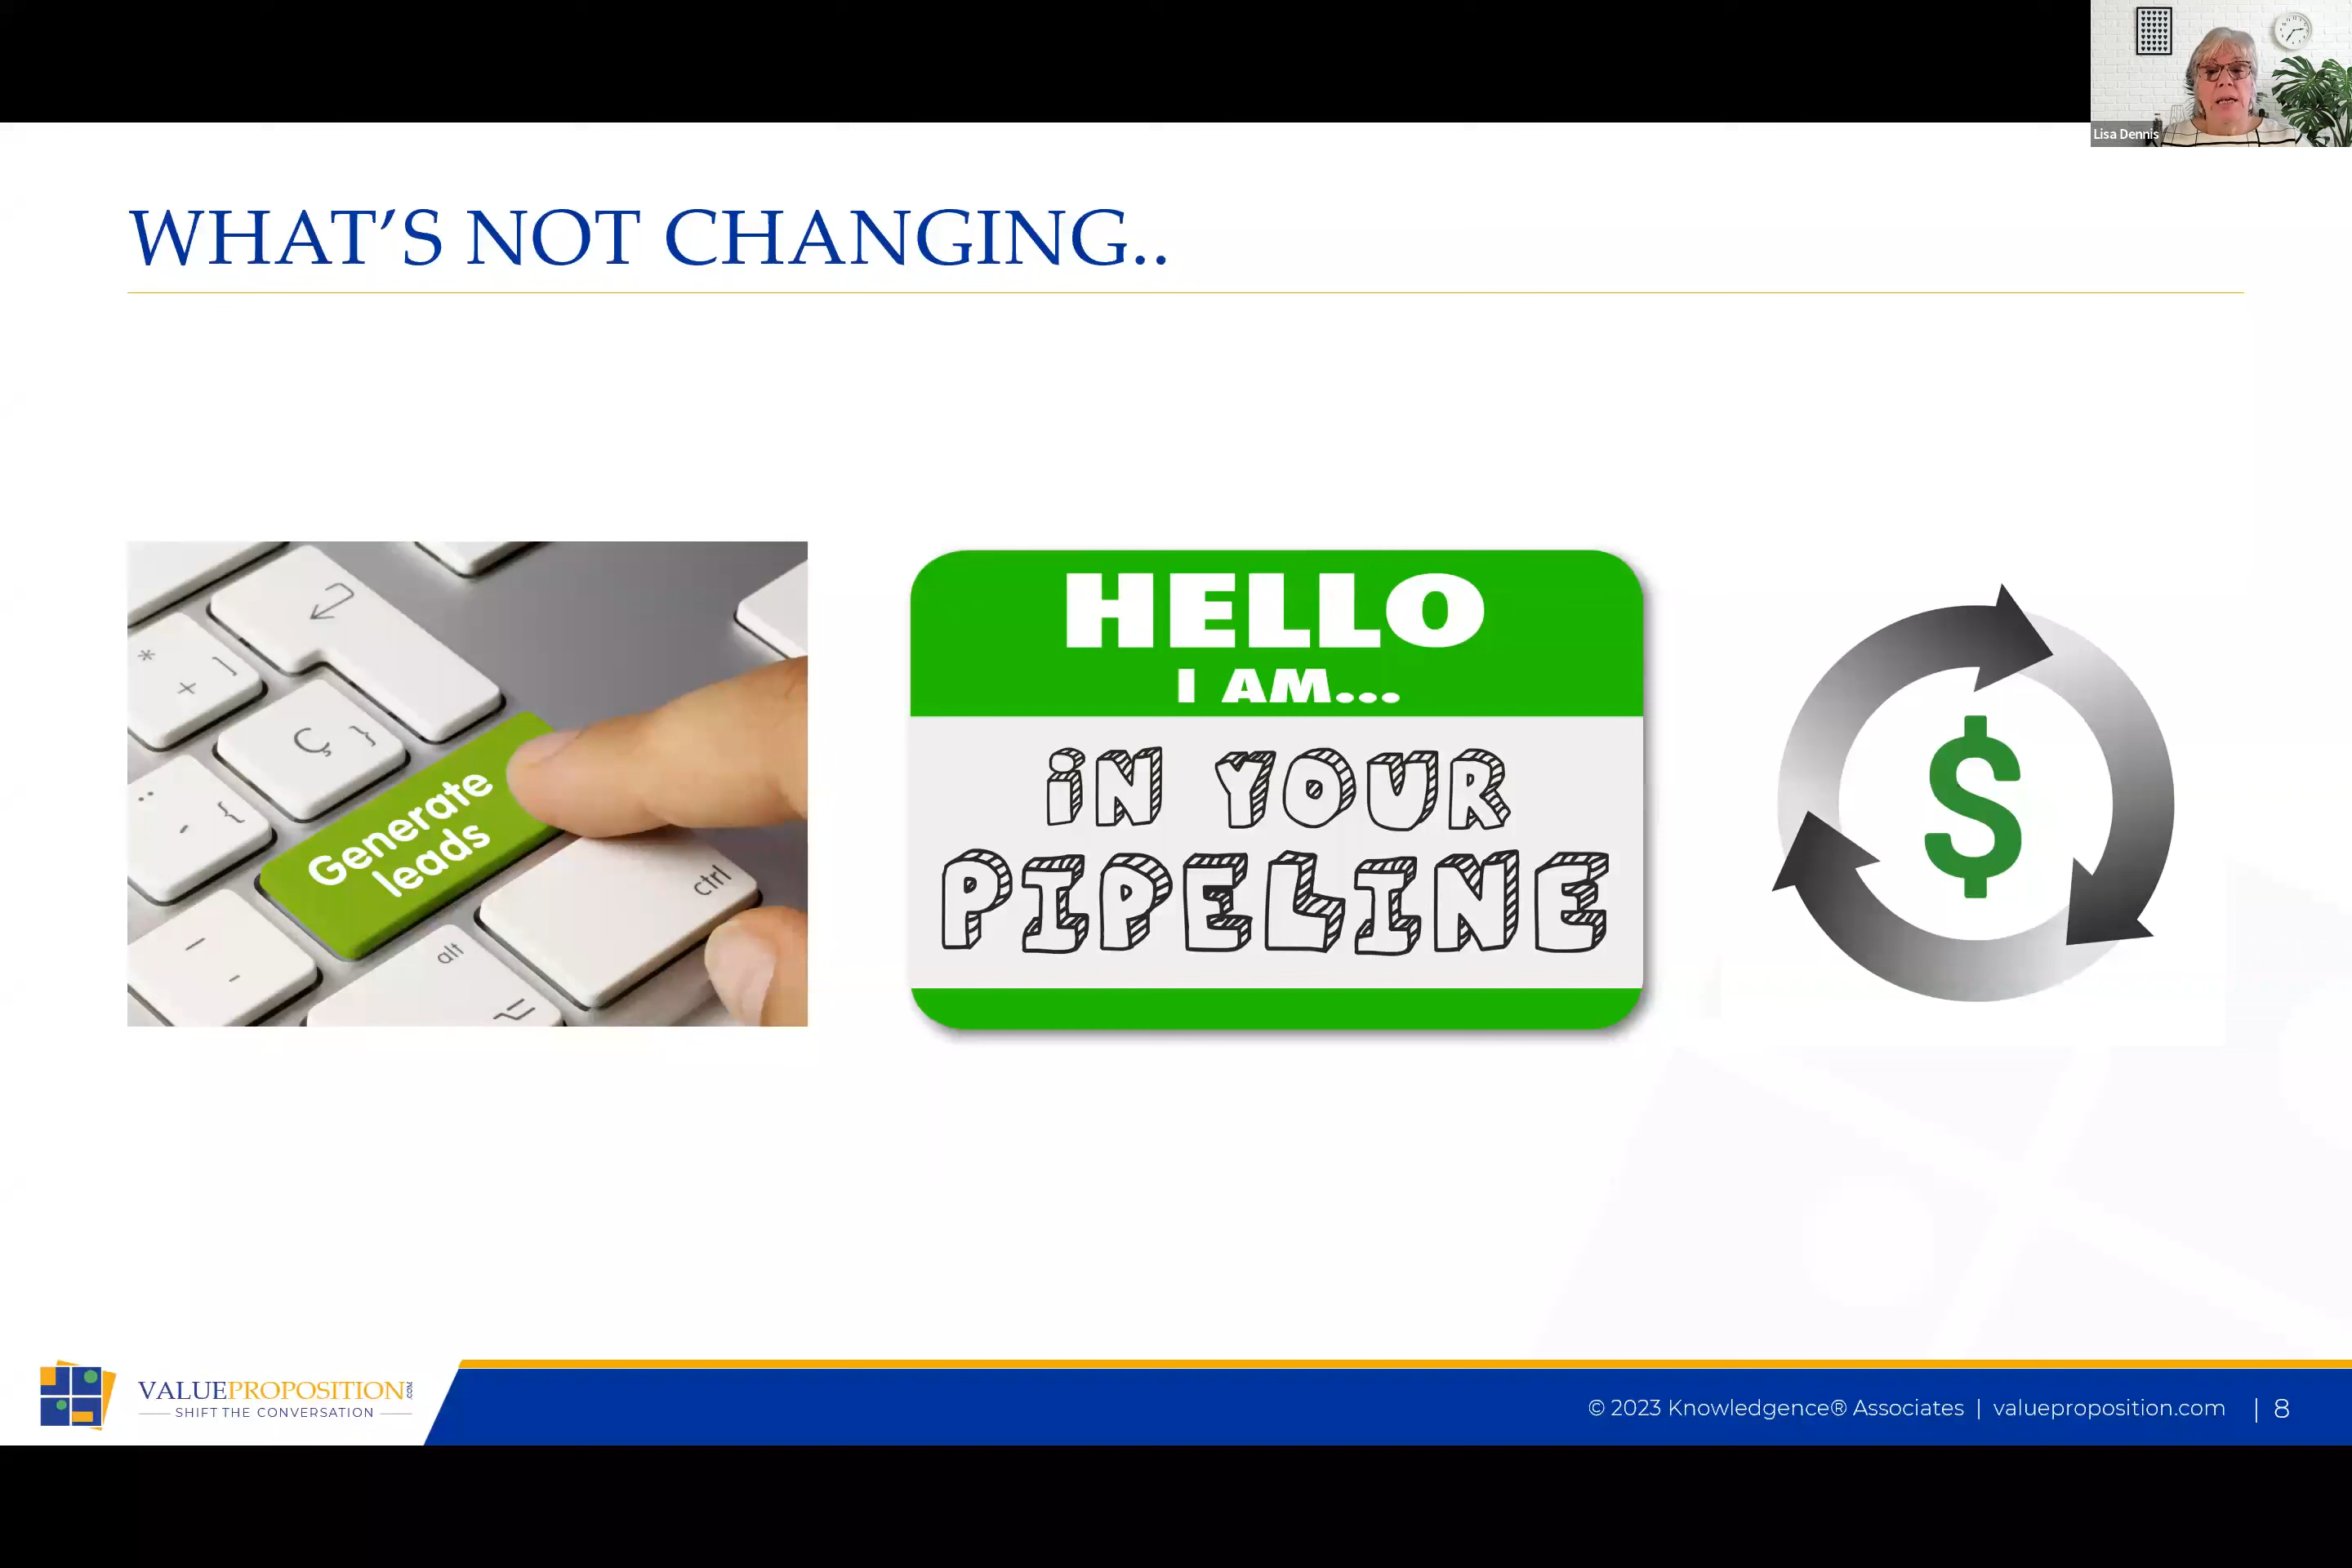 Lisa Dennis
WHAT’S NOT CHANGING..
* ]
+
Ç }
¨ {
Generate
leads
ctrl
alt
HELLO
I AM...
iN YOUR
PIPELINE
$
VALUEPROPOSITION.COM
SHIFT THE CONVERSATION
© 2023 Knowledgence® Associates | valueproposition.com | 8